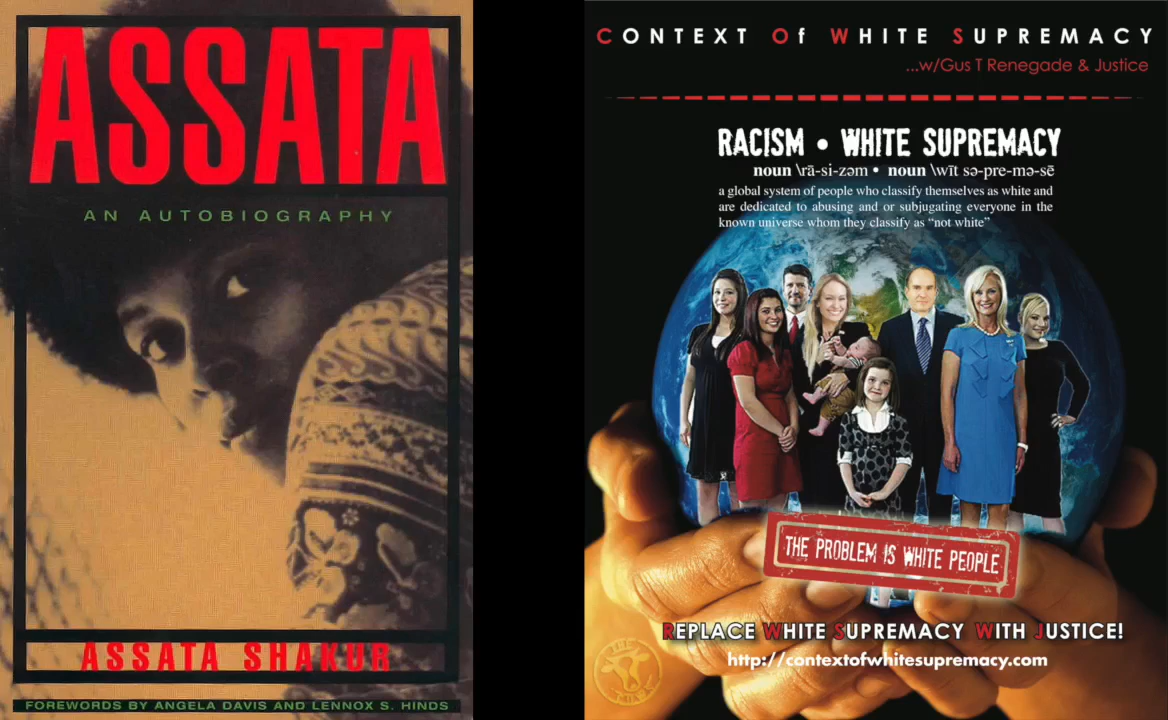 ASSATA
AN AUTOBIOGRAPHY
ASSATA SHAKUR
FOREWORDS BY ANGELA DAVIS AND LENNOX S. HINDS
CONTEXT Of WHITE SUPREMACY
...w/Gus T Renegade & Justice
RACISM • WHITE SUPREMACY
noun \rā-si-zəm • noun \wīt sə-pre-mə-sē
a global system of people who classify themselves as white and
are dedicated to abusing and or subjugating everyone in the
known universe whom they classify as “not white”
THE PROBLEM IS WHITE PEOPLE
REPLACE WHITE SUPREMACY WITH JUSTICE!
http://contextofwhitesupremacy.com